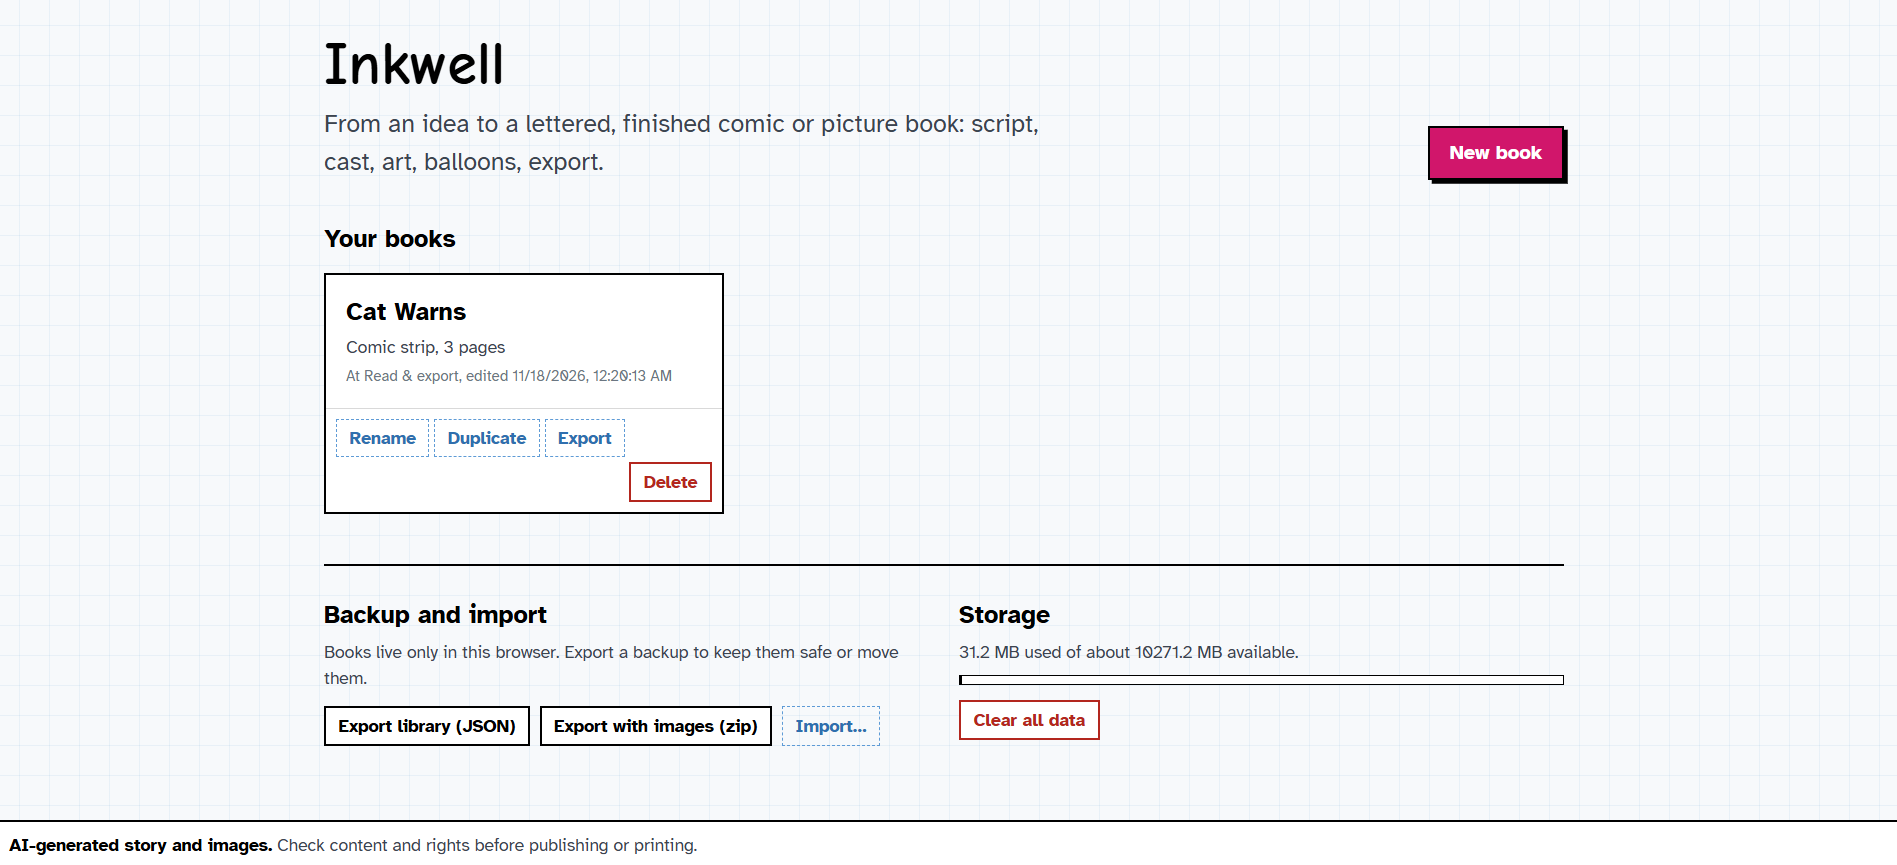 Inkwell
From an idea to a lettered, finished comic or picture book: script,
cast, art, balloons, export.
New book
Your books
Cat Warns
Comic strip, 3 pages
At Read & export, edited 11/18/2026, 12:20:13 AM
Rename Duplicate Export
Delete
Backup and import
Books live only in this browser. Export a backup to keep them safe or move
them.
Export library (JSON) Export with images (zip) Import...
Storage
31.2 MB used of about 10271.2 MB available.
Clear all data
AI-generated story and images. Check content and rights before publishing or printing.